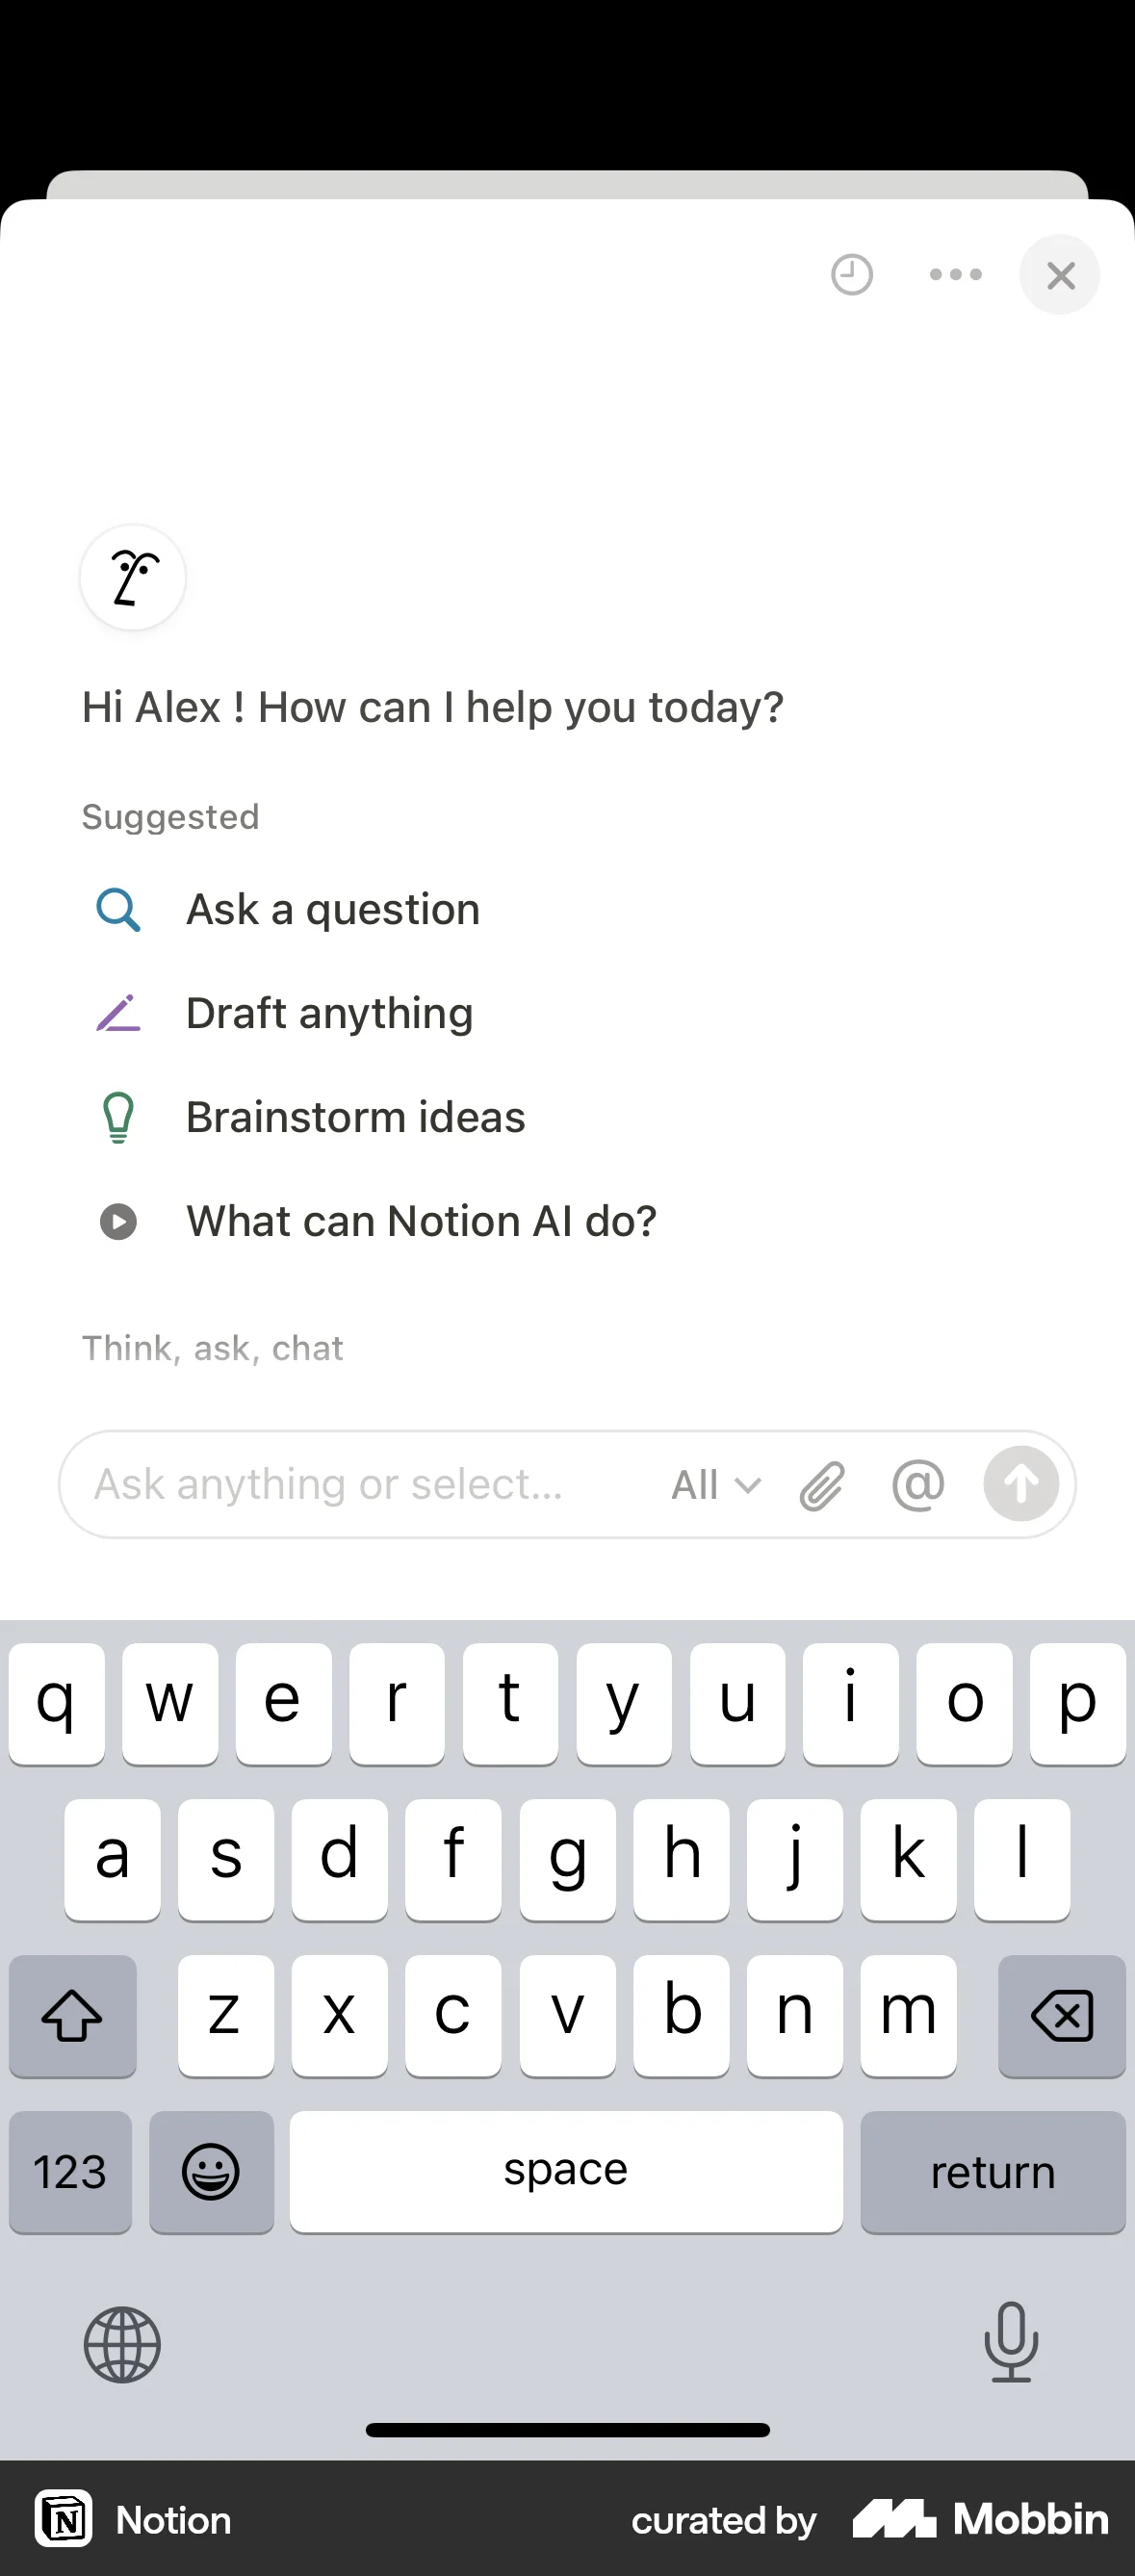 Hi Alex ! How can I help you today?
Suggested
Ask a question
Draft anything
Brainstorm ideas
What can Notion AI do?
Think, ask, chat
Ask anything or select... All @
q w e r t y u i o p
a s d f g h j k l
z x c v b n m
123 space return
N Notion curated by Mobbin